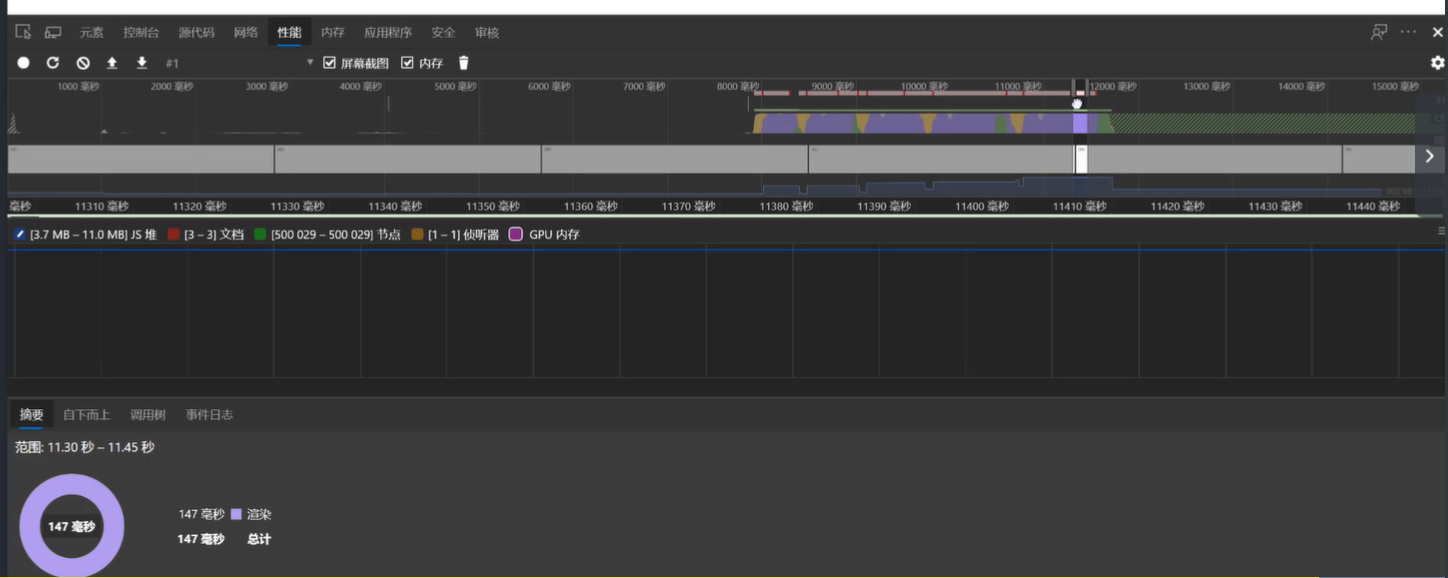 元素 控制台 源代码 网络 性能 内存 应用程序 安全 审核
#1 屏幕截图 内存
1000 毫秒 2000 毫秒 3000 毫秒 4000 毫秒 5000 毫秒 6000 毫秒 7000 毫秒 8000 毫秒 9000 毫秒 10000 毫秒 11000 毫秒 12000 毫秒 13000 毫秒 14000 毫秒 15000 毫秒
毫秒 11310 毫秒 11320 毫秒 11330 毫秒 11340 毫秒 11350 毫秒 11360 毫秒 11370 毫秒 11380 毫秒 11390 毫秒 11400 毫秒 11410 毫秒 11420 毫秒 11430 毫秒 11440 毫秒
[3.7 MB – 11.0 MB] JS 堆 [3 – 3] 文档 [500 029 – 500 029] 节点 [1 – 1] 侦听器 GPU 内存
摘要 自下而上 调用树 事件日志
范围: 11.30 秒 – 11.45 秒
147 毫秒 渲染
147 毫秒
147 毫秒 总计